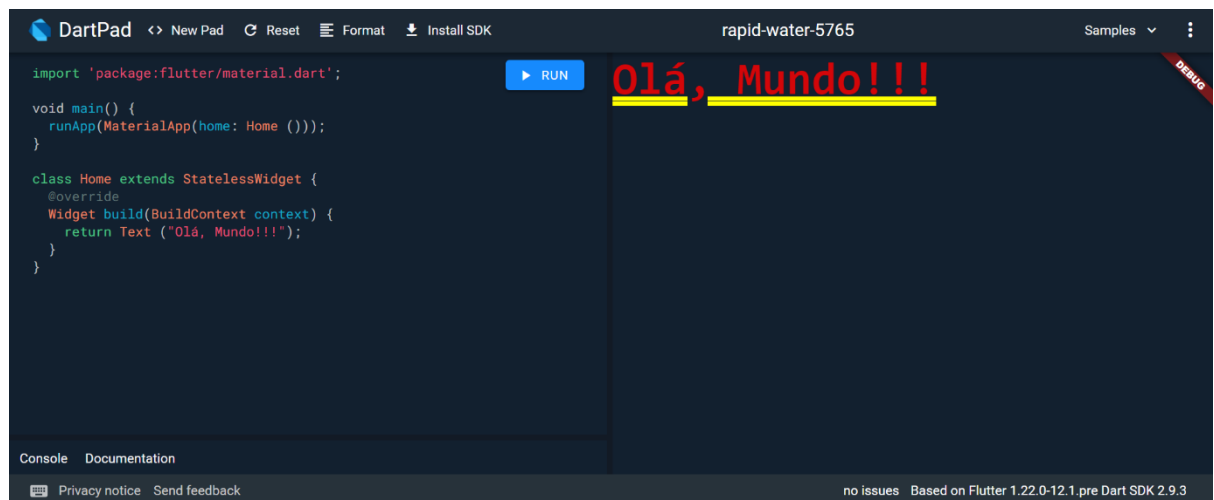 DartPad <> New Pad Reset Format Install SDK rapid-water-5765 Samples
import 'package:flutter/material.dart';
RUN
void main() {
  runApp(MaterialApp(home: Home ()));
}
class Home extends StatelessWidget {
  @override
  Widget build(BuildContext context) {
    return Text ("Olá, Mundo!!!");
  }
}
Olá, Mundo!!!
DEBUG
Console Documentation
Privacy notice Send feedback no issues Based on Flutter 1.22.0-12.1.pre Dart SDK 2.9.3